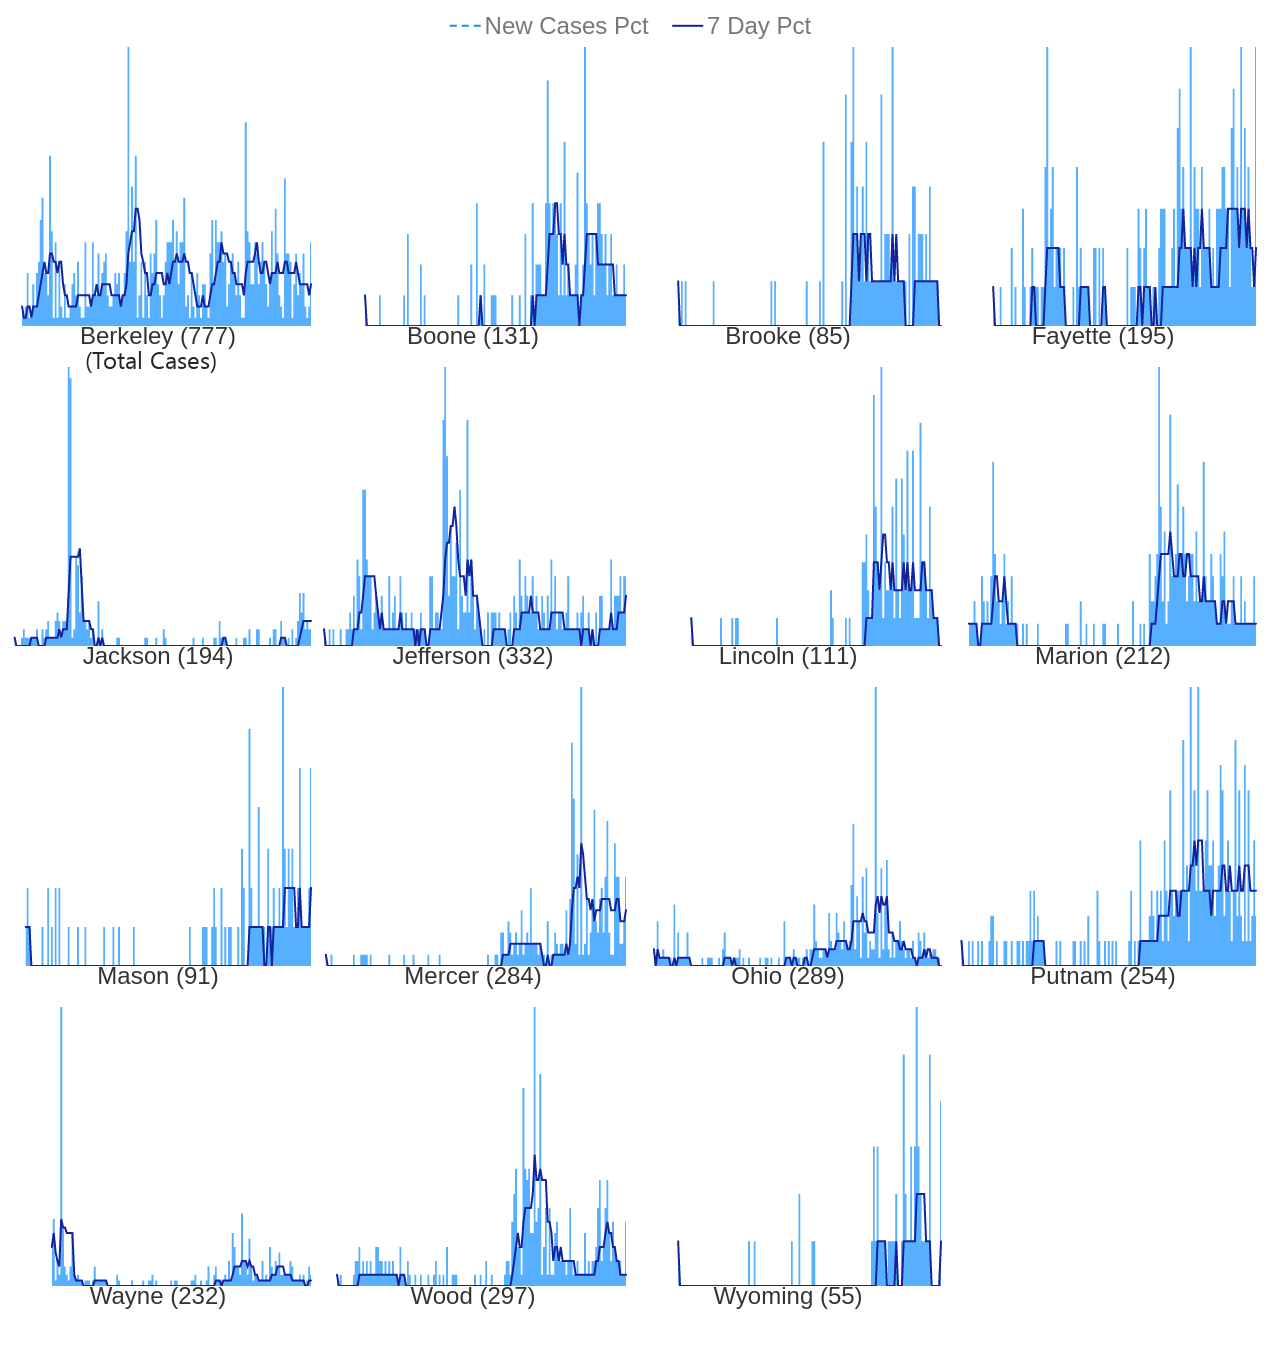 New Cases Pct 7 Day Pct
Berkeley (777) Boone (131) Brooke (85) Fayette (195)
(Total Cases)
Jackson (194) Jefferson (332) Lincoln (111) Marion (212)
Mason (91) Mercer (284) Ohio (289) Putnam (254)
Wayne (232) Wood (297) Wyoming (55)